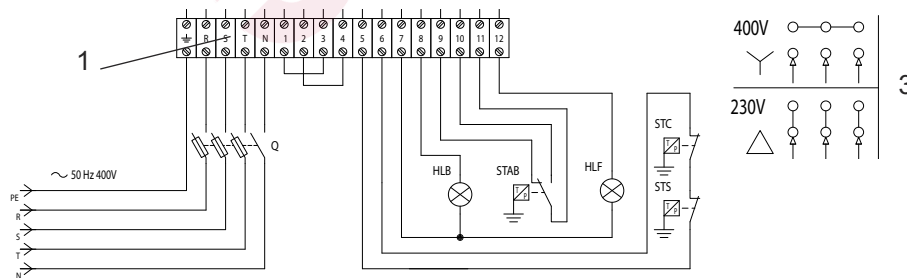 R S T N 1 2 3 4 5 6 7 8 9 10 11 12
1
Q
50 Hz 400V
PE
R
S
T
N
HLB
STAB
T P
HLF
STC
T P
STS
T P
400V
230V
3